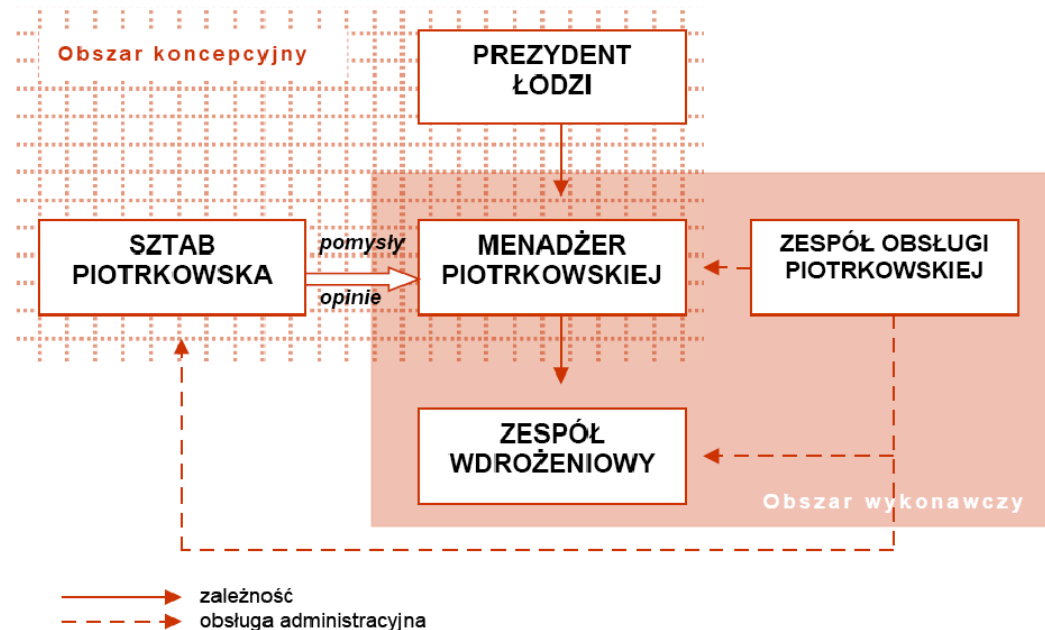 Obszar koncepcyjny
PREZYDENT
ŁODZI
SZTAB
PIOTRKOWSKA
pomysły
opinie
MENADŻER
PIOTRKOWSKIEJ
ZESPÓŁ OBSŁUGI
PIOTRKOWSKIEJ
ZESPÓŁ
WDROŻENIOWY
Obszar wykonawczy
zależność
obsługa administracyjna